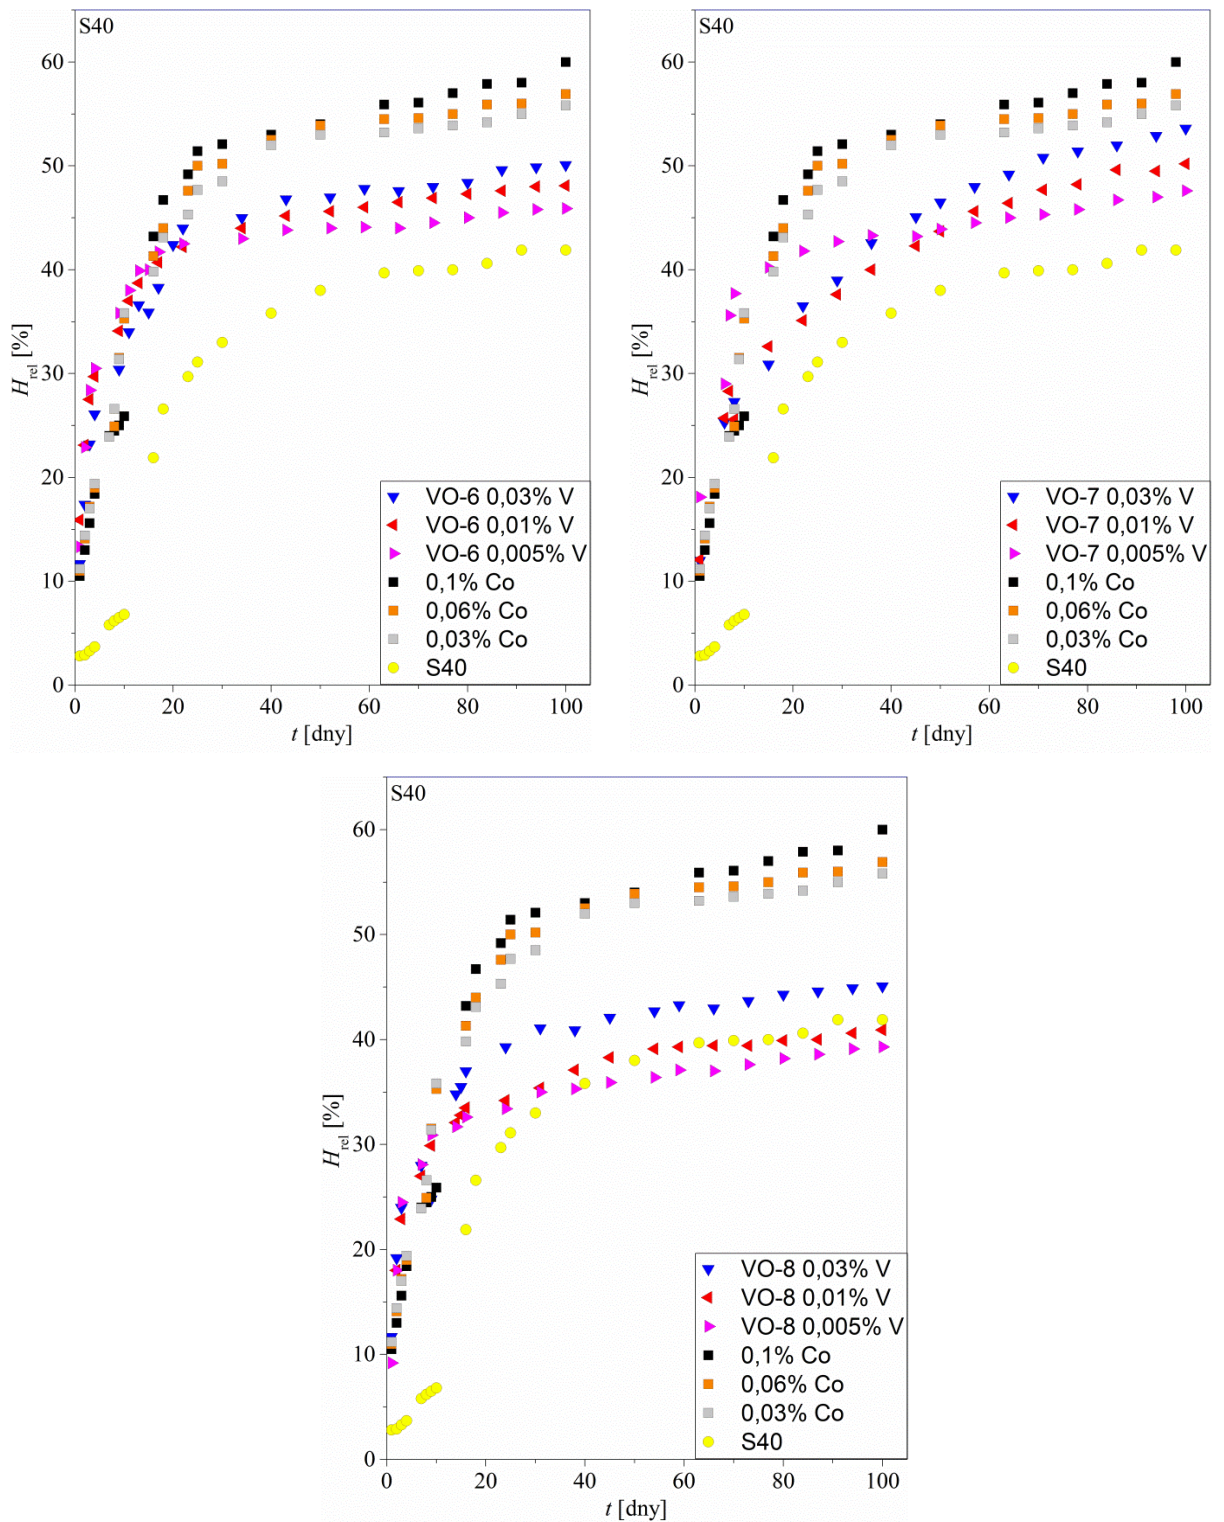 S40
60
50
40
30
20
10
0
H rel [%]
VO-6 0,03% V
VO-6 0,01% V
VO-6 0,005% V
0,1% Co
0,06% Co
0,03% Co
S40
0 20 40 60 80 100
t [dny]
S40
60
50
40
30
20
10
0
H rel [%]
VO-7 0,03% V
VO-7 0,01% V
VO-7 0,005% V
0,1% Co
0,06% Co
0,03% Co
S40
0 20 40 60 80 100
t [dny]
S40
60
50
40
30
20
10
0
H rel [%]
VO-8 0,03% V
VO-8 0,01% V
VO-8 0,005% V
0,1% Co
0,06% Co
0,03% Co
S40
0 20 40 60 80 100
t [dny]